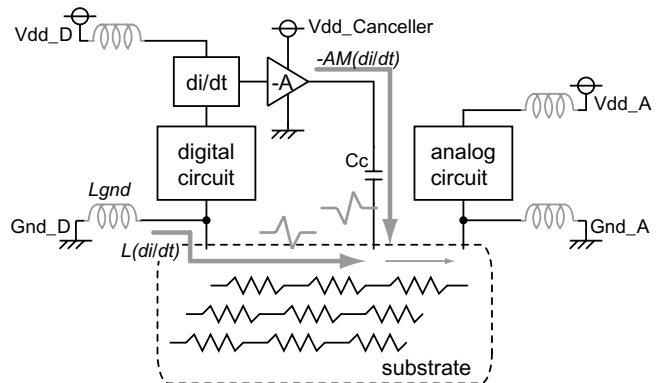 Vdd_D
Vdd_Canceller
-AM(di/dt)
di/dt
-A
Vdd_A
digital
circuit
Cc
analog
circuit
Lgnd
Gnd_D
Gnd_A
L(di/dt)
substrate